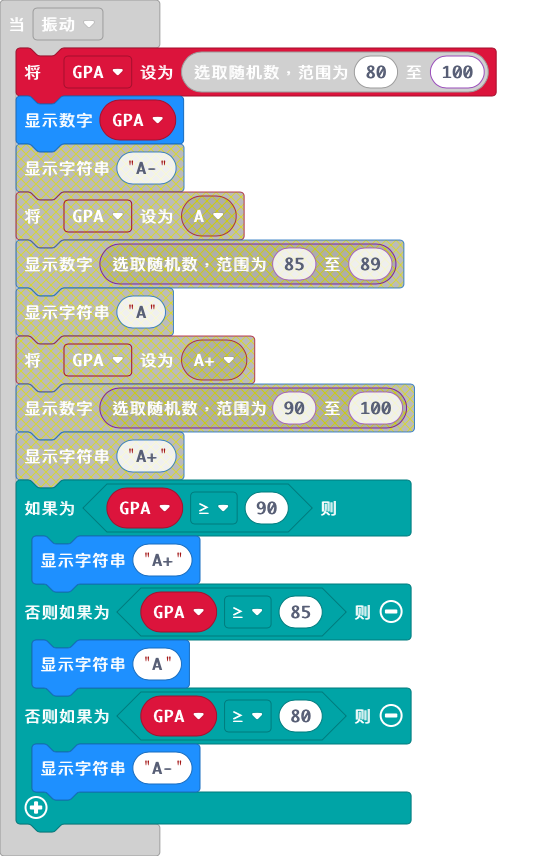 当 振动
将 GPA 设为 选取随机数，范围为 80 至 100
显示数字 GPA
显示字符串 "A-"
将 GPA 设为 A
显示数字 选取随机数，范围为 85 至 89
显示字符串 "A"
将 GPA 设为 A+
显示数字 选取随机数，范围为 90 至 100
显示字符串 "A+"
如果为 GPA ≥ 90 则
显示字符串 "A+"
否则如果为 GPA ≥ 85 则
显示字符串 "A"
否则如果为 GPA ≥ 80 则
显示字符串 "A-"